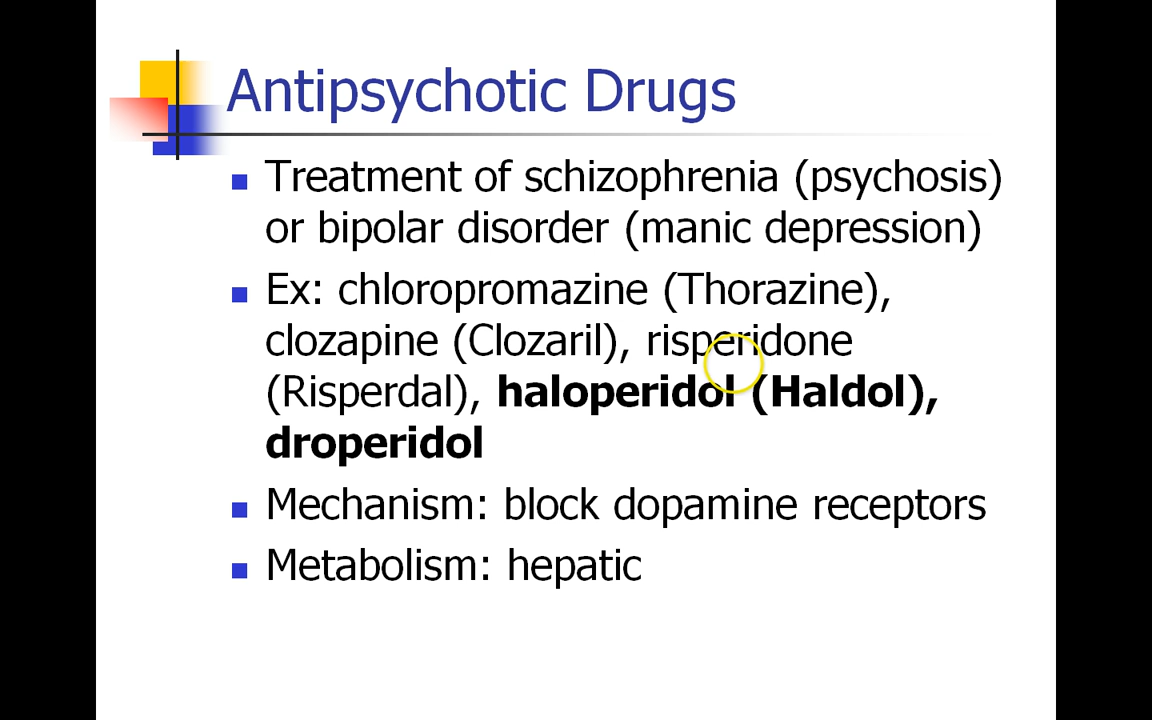 Antipsychotic Drugs
Treatment of schizophrenia (psychosis)
or bipolar disorder (manic depression)
Ex: chloropromazine (Thorazine),
clozapine (Clozaril), risperidone
(Risperdal), haloperidol (Haldol),
droperidol
Mechanism: block dopamine receptors
Metabolism: hepatic